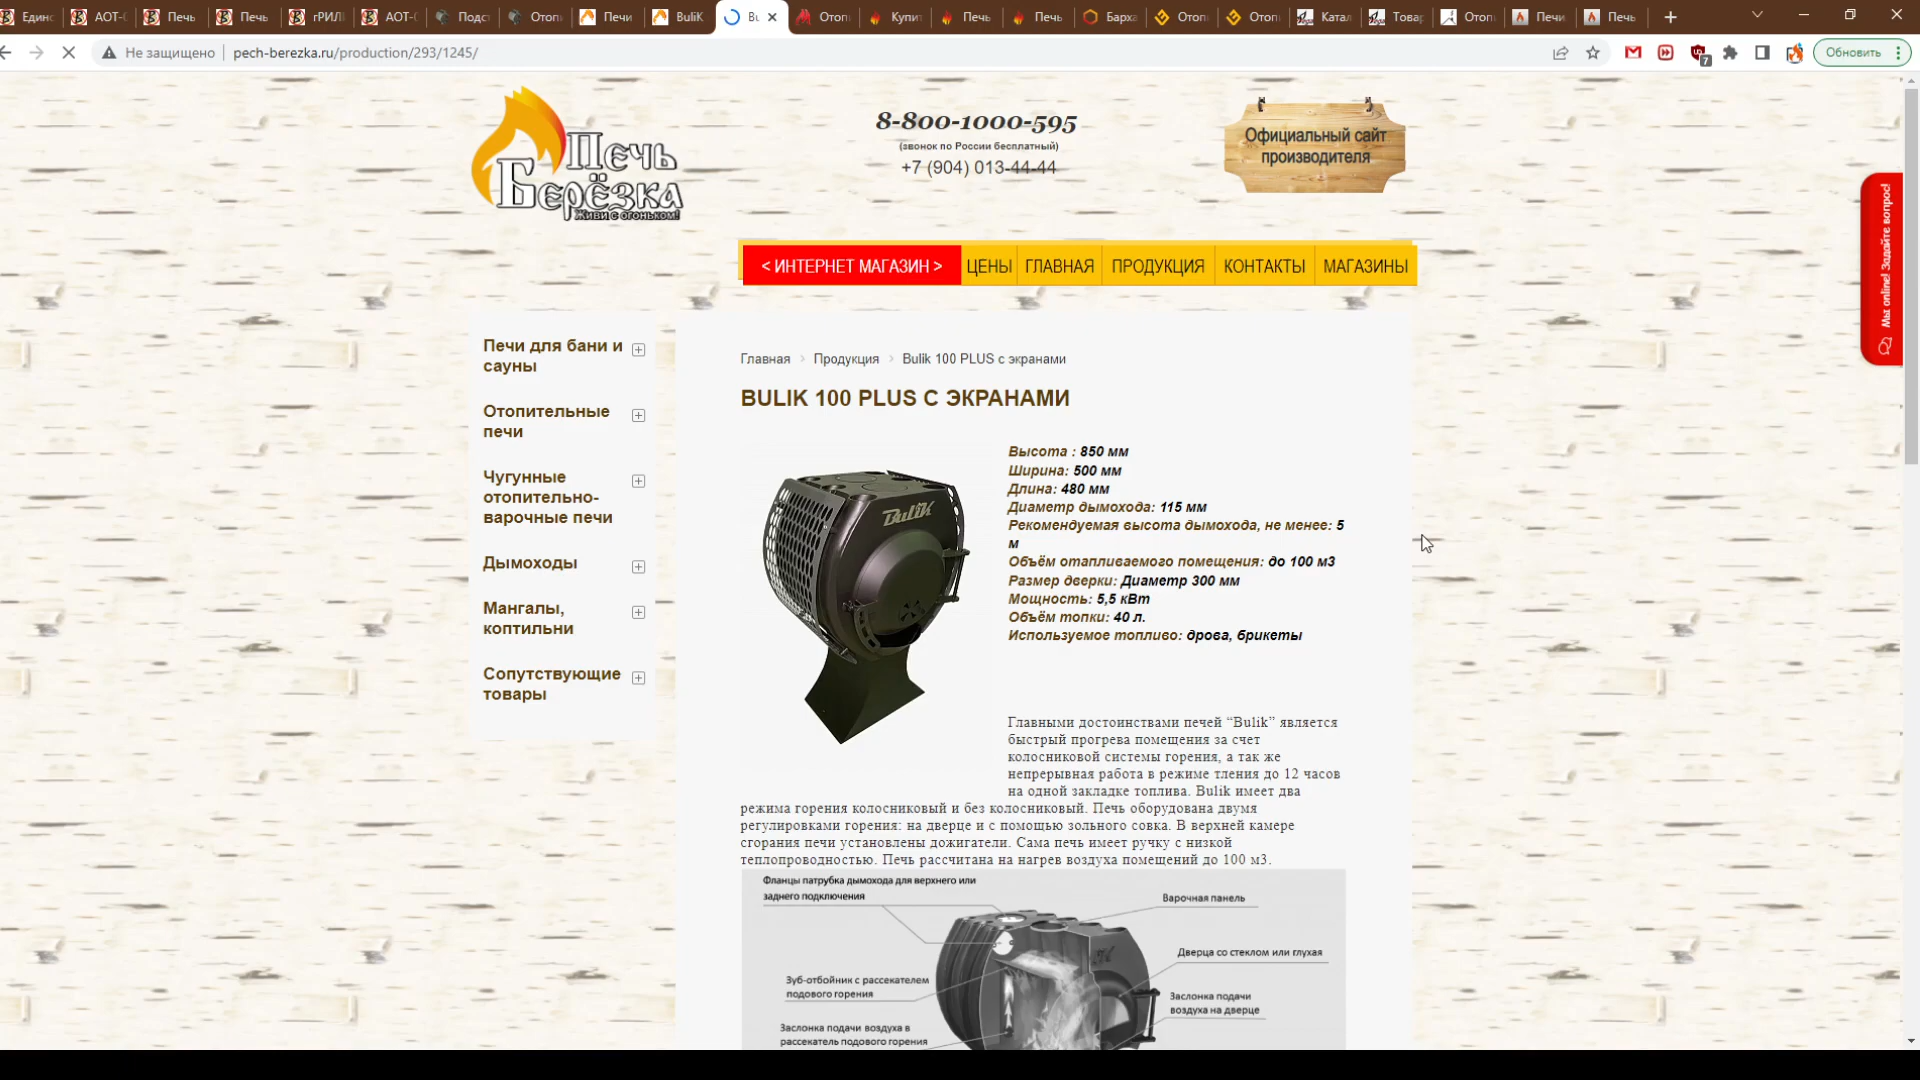 Единс
АОТ-(
Печь
Печь
гРИЛ
АОТ-(
Подст
Отопи
Печи
BuliK
Bu
Отопи
Купит
Печь
Печь
Барха
Отопи
Отопи
Катал
Товар
Отопи
Печи
Печь
Не защищено
pech-berezka.ru/production/293/1245/
7
Обновить
Печь
Берёзка
Живи с огоньком!
8-800-1000-595
(звонок по России бесплатный)
+7 (904) 013-44-44
Официальный сайт
производителя
Мы online! Задайте вопрос!
< ИНТЕРНЕТ МАГАЗИН >
ЦЕНЫ
ГЛАВНАЯ
ПРОДУКЦИЯ
КОНТАКТЫ
МАГАЗИНЫ
Печи для бани и
сауны
Отопительные
печи
Чугунные
отопительно-
варочные печи
Дымоходы
Мангалы,
коптильни
Сопутствующие
товары
Главная > Продукция > Bulik 100 PLUS с экранами
BULIK 100 PLUS С ЭКРАНАМИ
BuliK
Высота : 850 мм
Ширина: 500 мм
Длина: 480 мм
Диаметр дымохода: 115 мм
Рекомендуемая высота дымохода, не менее: 5
м
Объём отапливаемого помещения: до 100 м3
Размер дверки: Диаметр 300 мм
Мощность: 5,5 кВт
Объём топки: 40 л.
Используемое топливо: дрова, брикеты
Главными достоинствами печей “Bulik” является
быстрый прогрева помещения за счет
колосниковой системы горения, а так же
непрерывная работа в режиме тления до 12 часов
на одной закладке топлива. Bulik имеет два
режима горения колосниковый и без колосниковый. Печь оборудована двумя
регулировками горения: на дверце и с помощью зольного совка. В верхней камере
сгорания печи установлены дожигатели. Сама печь имеет ручку с низкой
теплопроводностью. Печь рассчитана на нагрев воздуха помещений до 100 м3.
Фланцы патрубка дымохода для верхнего или
заднего подключения
Варочная панель
Дверца со стеклом или глухая
Зуб-отбойник с рассекателем
подового горения
Заслонка подачи
воздуха на дверце
Заслонка подачи воздуха в
рассекатель подового горения